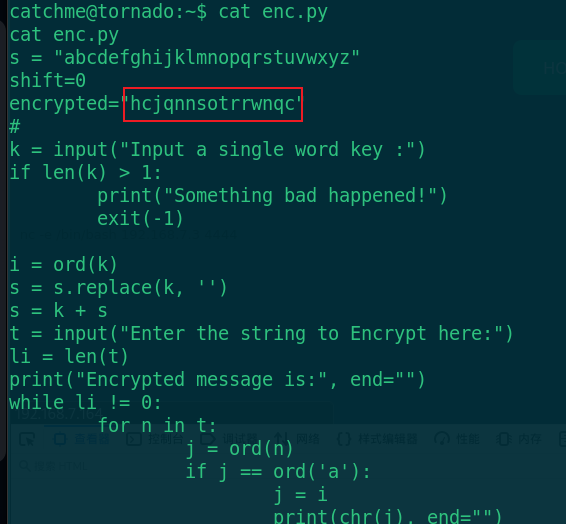 catchme@tornado:~$ cat enc.py
cat enc.py
s = "abcdefghijklmnopqrstuvwxyz"
shift=0
encrypted="hcjqnnsotrrwnqc"
#
k = input("Input a single word key :")
if len(k) > 1:
        print("Something bad happened!")
        exit(-1)

i = ord(k)
s = s.replace(k, '')
s = k + s
t = input("Enter the string to Encrypt here:")
li = len(t)
print("Encrypted message is:", end="")
while li != 0:
        for n in t:
                j = ord(n)
                if j == ord('a'):
                        j = i
                        print(chr(j), end="")